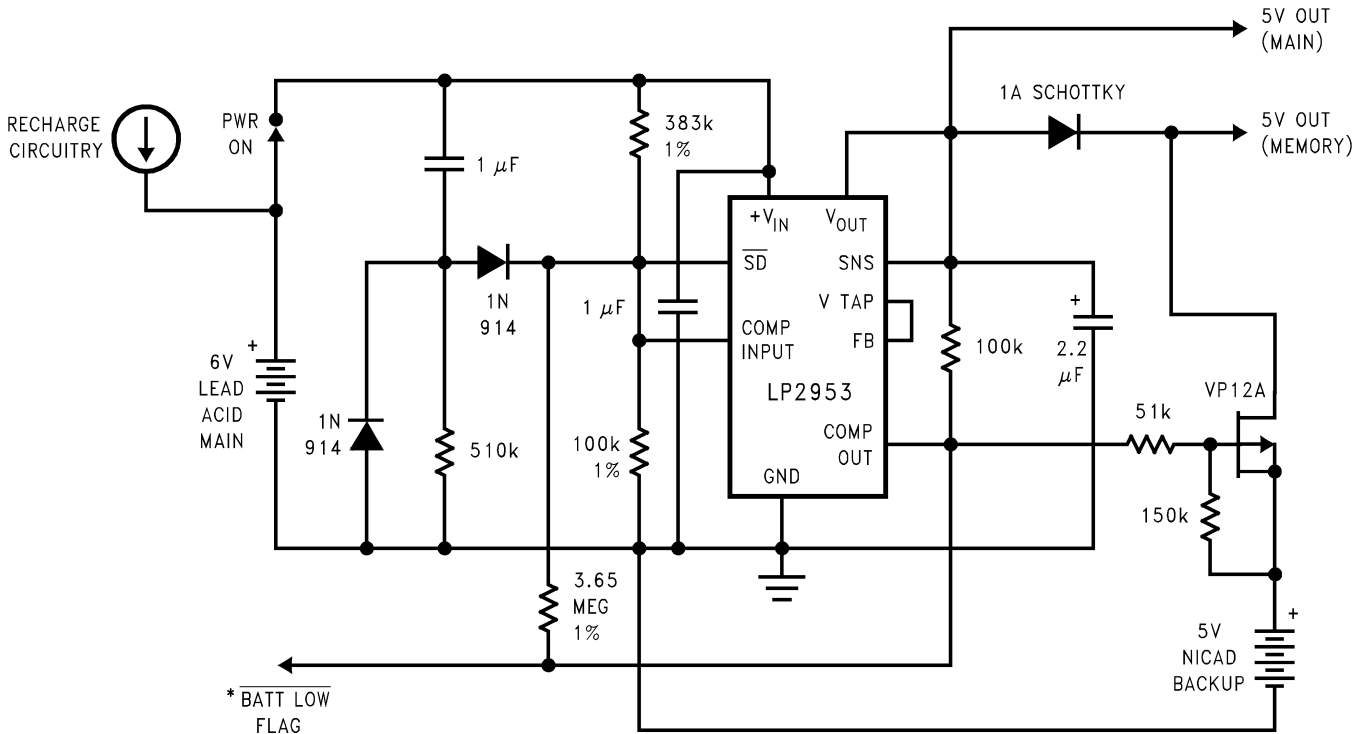 5V OUT
(MAIN)
1A SCHOTTKY
5V OUT
(MEMORY)
RECHARGE
CIRCUITRY
PWR
ON
383k
1%
1 μF
+VIN
VOUT
SD
SNS
1N
914
1 μF
V TAP
FB
COMP
INPUT
100k
+
2.2
μF
LP2953
6V
LEAD
ACID
MAIN
+
1N
914
510k
100k
1%
COMP
OUT
GND
51k
VP12A
150k
3.65
MEG
1%
5V
NICAD
BACKUP
+
*BATT LOW
FLAG